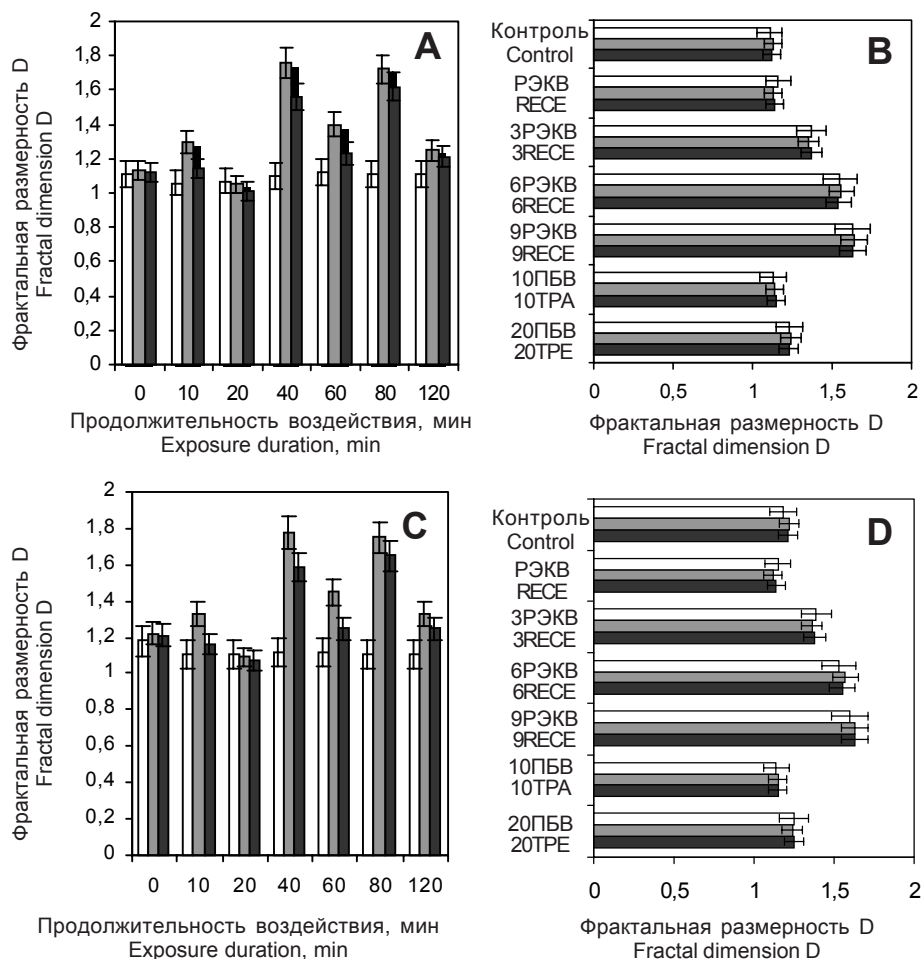 A
Фрактальная размерность D
Fractal dimension D
2
1,8
1,6
1,4
1,2
1
0,8
0,6
0,4
0,2
0
0 10 20 40 60 80 120
Продолжительность воздействия, мин
Exposure duration, min
B
Контроль
Control
РЭКВ
RECE
3РЭКВ
3RECE
6РЭКВ
6RECE
9РЭКВ
9RECE
10ПБВ
10TPA
20ПБВ
20TPE
0 0,5 1 1,5 2
Фрактальная размерность D
Fractal dimension D
C
Фрактальная размерность D
Fractal dimension D
2
1,8
1,6
1,4
1,2
1
0,8
0,6
0,4
0,2
0
0 10 20 40 60 80 120
Продолжительность воздействия, мин
Exposure duration, min
D
Контроль
Control
РЭКВ
RECE
3РЭКВ
3RECE
6РЭКВ
6RECE
9РЭКВ
9RECE
10ПБВ
10TPA
20ПБВ
20TPE
0 0,5 1 1,5 2
Фрактальная размерность D
Fractal dimension D